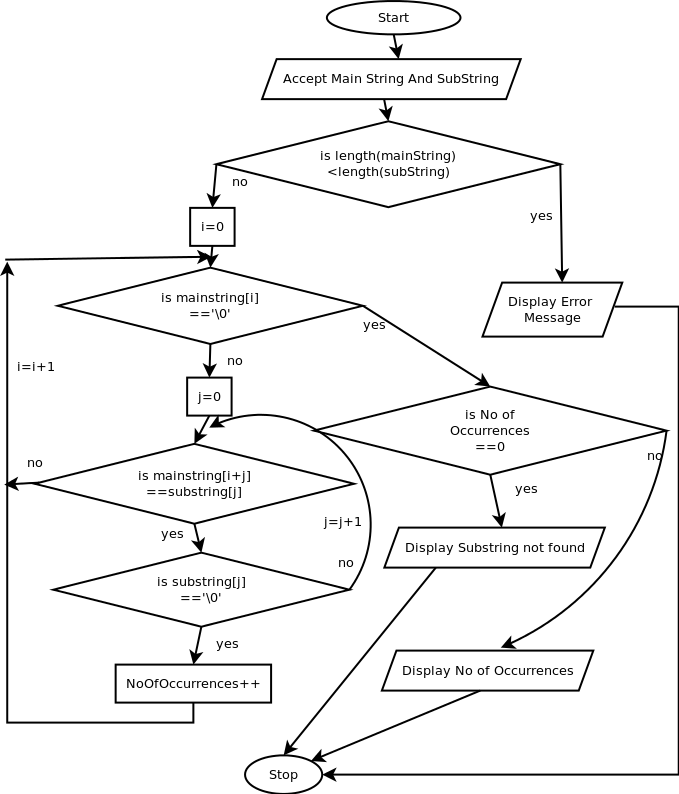 Start
Accept Main String And SubString
is length(mainString)
<length(subString)
no
yes
i=0
is mainstring[i]
=='\0'
Display Error
Message
yes
no
i=i+1
j=0
is No of
Occurrences
==0
no
no
is mainstring[i+j]
==substring[j]
yes
j=j+1
yes
Display Substring not found
no
is substring[j]
=='\0'
yes
NoOfOccurrences++
Display No of Occurrences
Stop